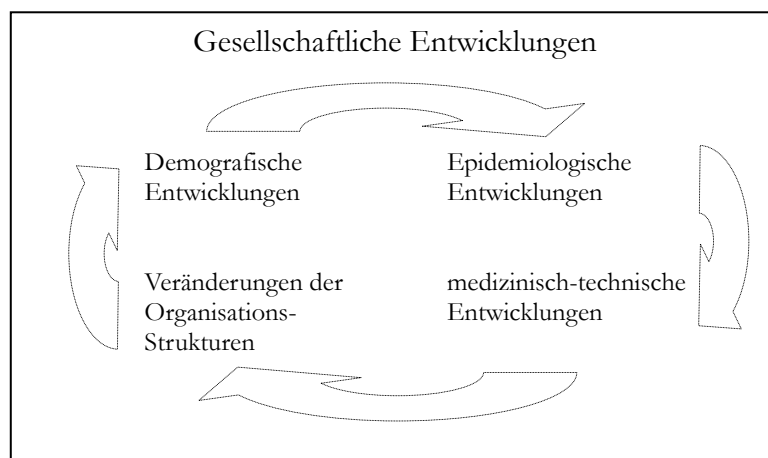 Gesellschaftliche Entwicklungen
Demografische
Entwicklungen
Epidemiologische
Entwicklungen
Veränderungen der
Organisations-
Strukturen
medizinisch-technische
Entwicklungen